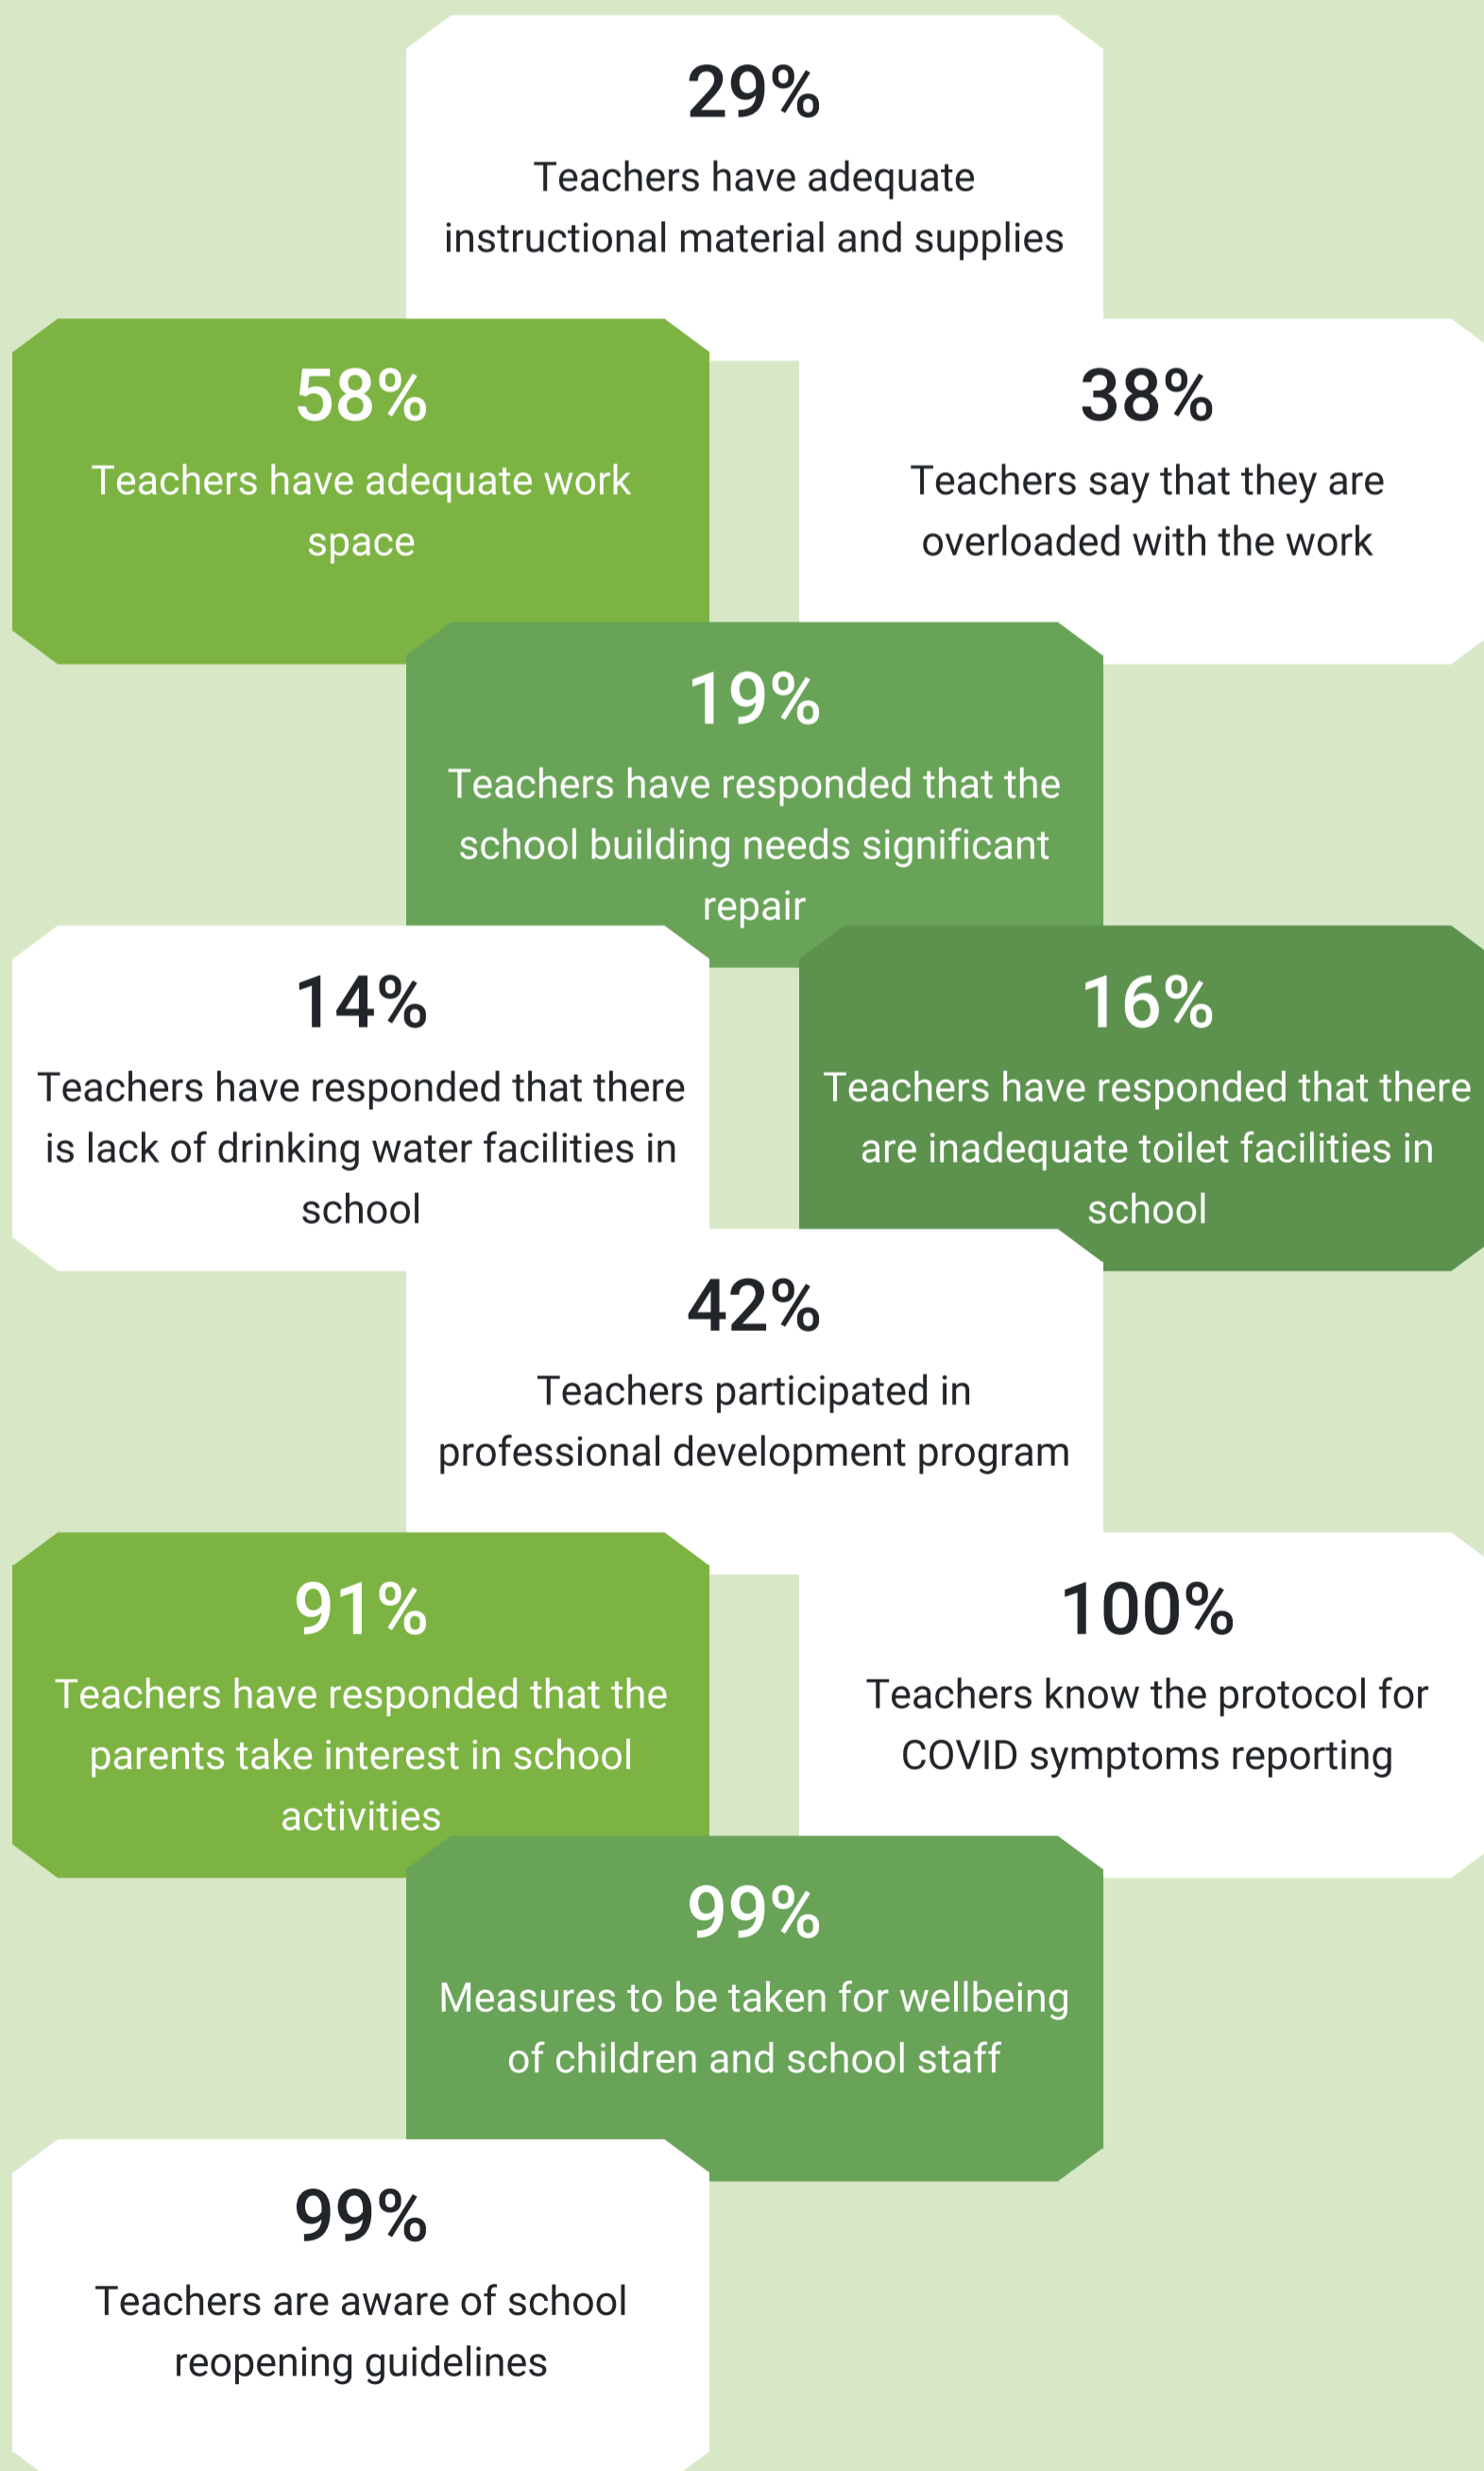 29%
Teachers have adequate
instructional material and supplies
58%
Teachers have adequate work
space
38%
Teachers say that they are
overloaded with the work
19%
Teachers have responded that the
school building needs significant
repair
14%
Teachers have responded that there
is lack of drinking water facilities in
school
16%
Teachers have responded that there
are inadequate toilet facilities in
school
42%
Teachers participated in
professional development program
91%
Teachers have responded that the
parents take interest in school
activities
100%
Teachers know the protocol for
COVID symptoms reporting
99%
Measures to be taken for wellbeing
of children and school staff
99%
Teachers are aware of school
reopening guidelines